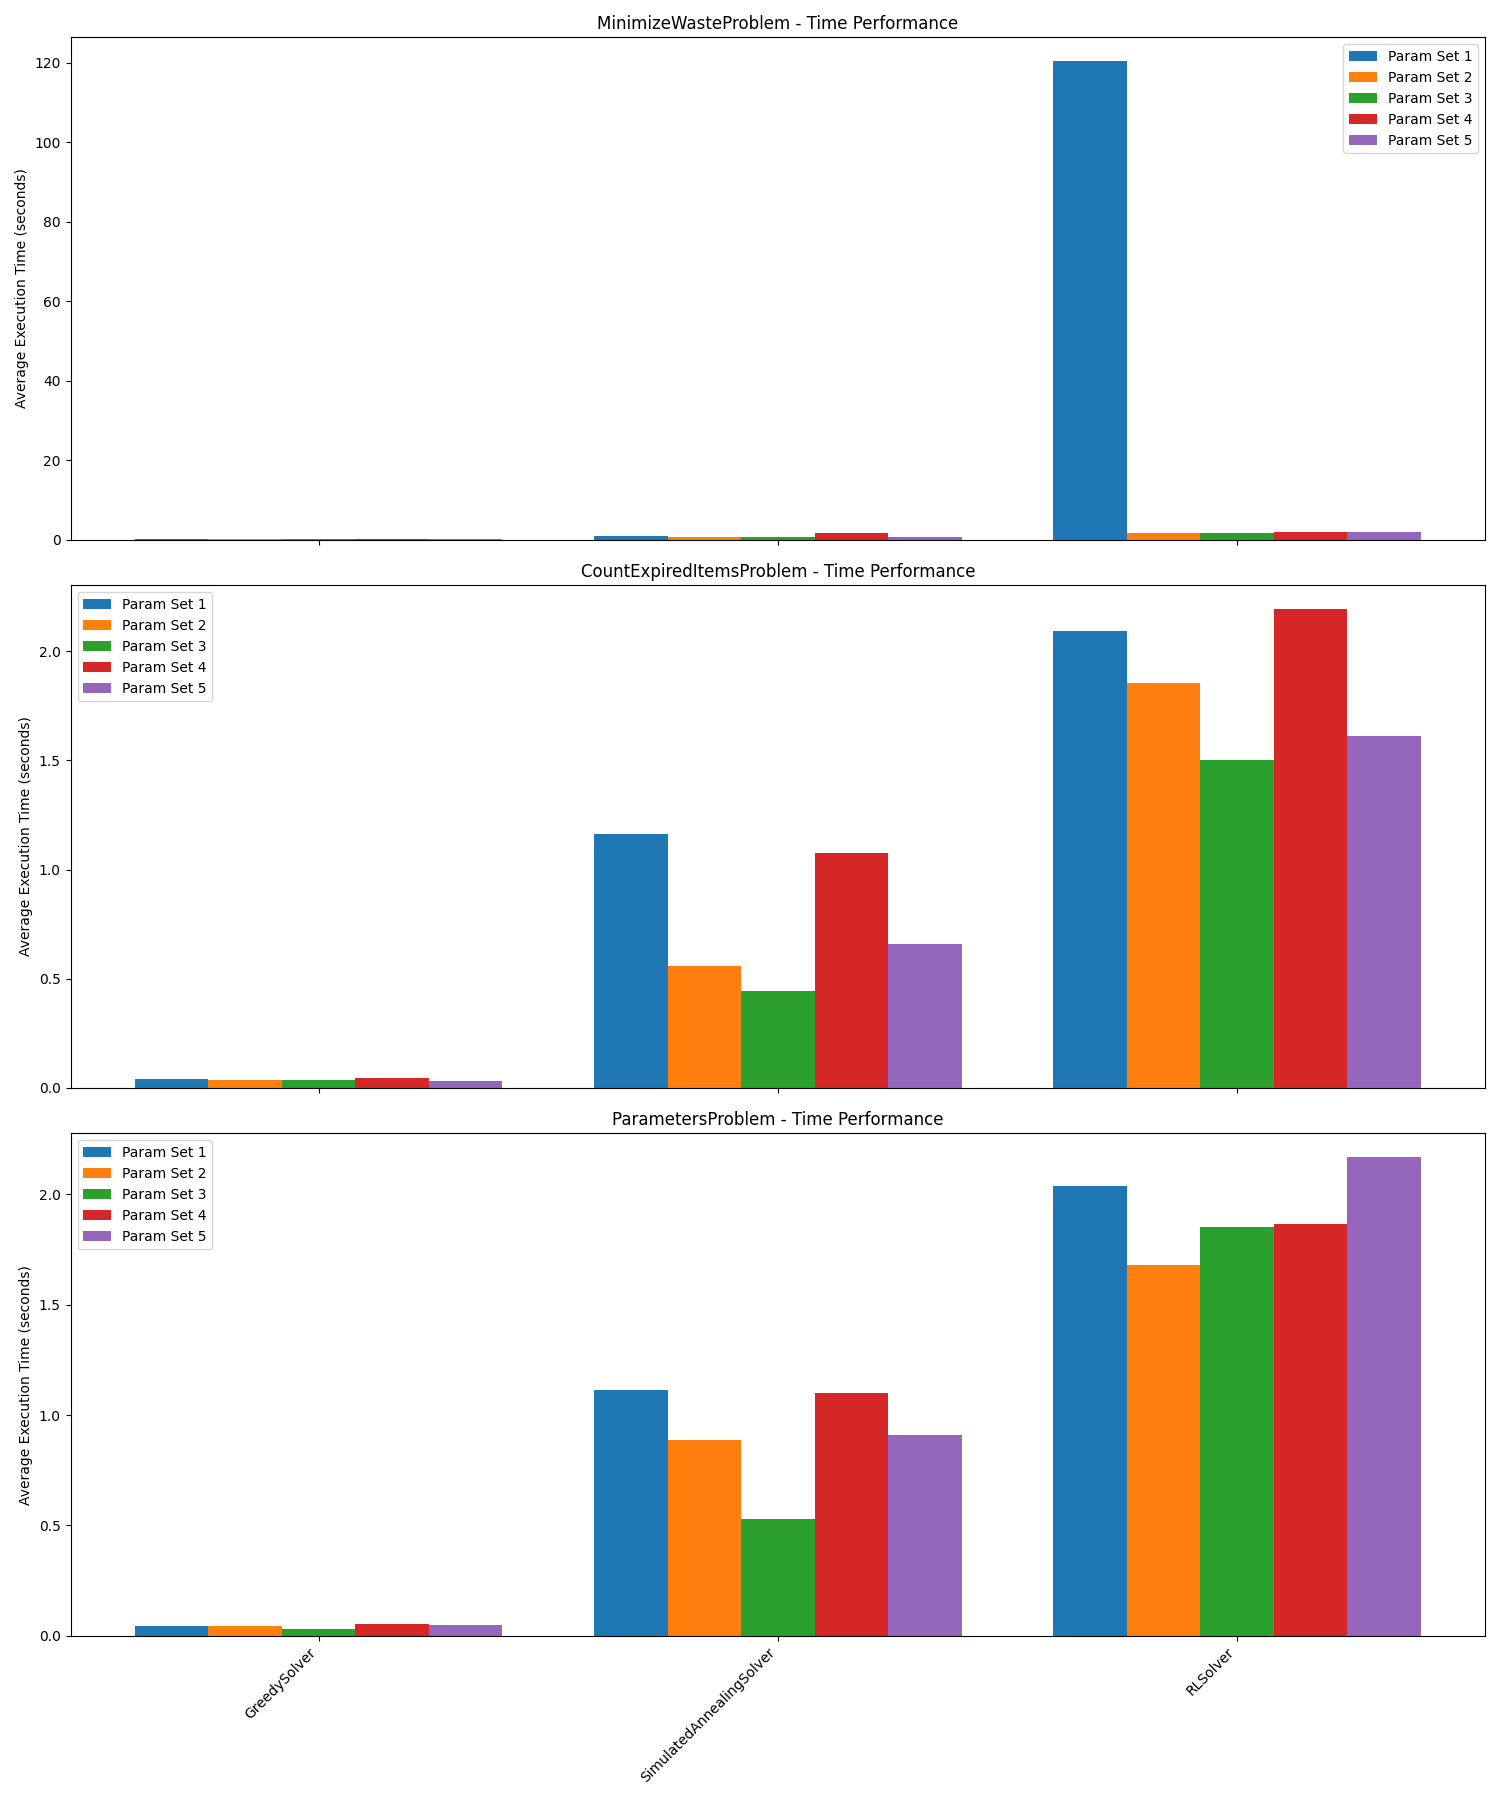 MinimizeWasteProblem - Time Performance
Average Execution Time (seconds)
120
100
80
60
40
20
0
Param Set 1
Param Set 2
Param Set 3
Param Set 4
Param Set 5
CountExpiredItemsProblem - Time Performance
Average Execution Time (seconds)
2.0
1.5
1.0
0.5
0.0
Param Set 1
Param Set 2
Param Set 3
Param Set 4
Param Set 5
ParametersProblem - Time Performance
Average Execution Time (seconds)
2.0
1.5
1.0
0.5
0.0
Param Set 1
Param Set 2
Param Set 3
Param Set 4
Param Set 5
GreedySolver
SimulatedAnnealingSolver
RLSolver